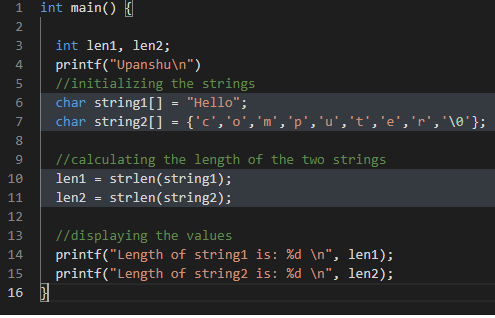 1 int main() {
2
3 int len1, len2;
4 printf("Upanshu\n")
5 //initializing the strings
6 char string1[] = "Hello";
7 char string2[] = {'c','o','m','p','u','t','e','r','\0'};
8
9 //calculating the length of the two strings
10 len1 = strlen(string1);
11 len2 = strlen(string2);
12
13 //displaying the values
14 printf("Length of string1 is: %d \n", len1);
15 printf("Length of string2 is: %d \n", len2);
16 }